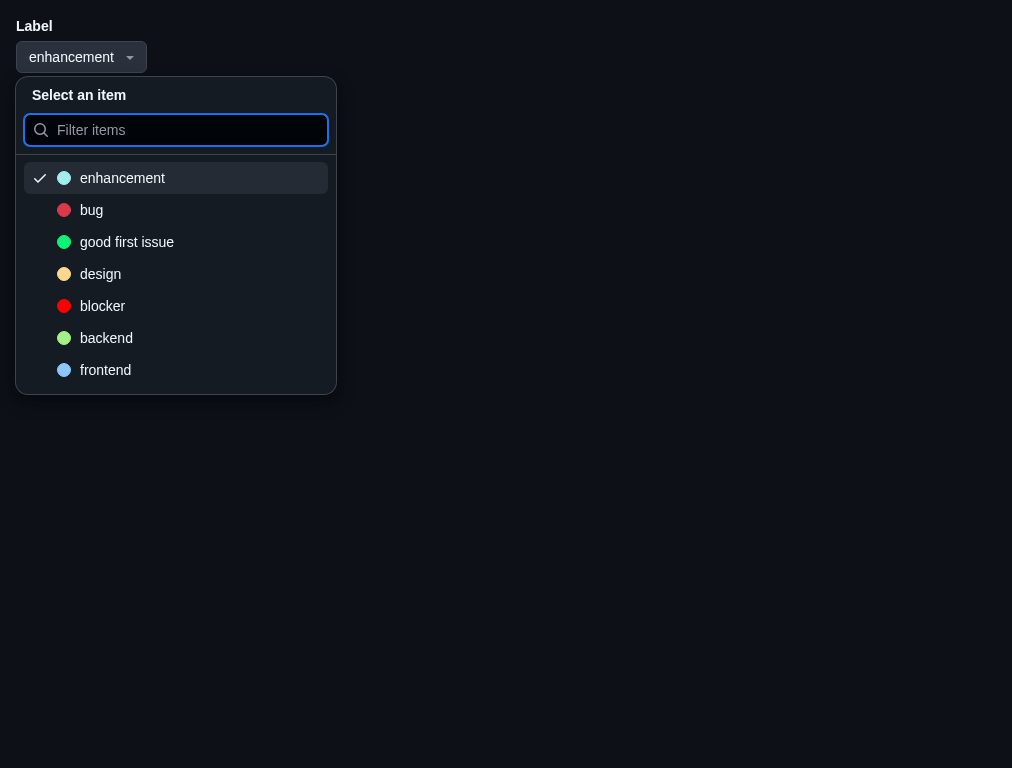 Label
enhancement
Select an item
Filter items
enhancement
bug
good first issue
design
blocker
backend
frontend